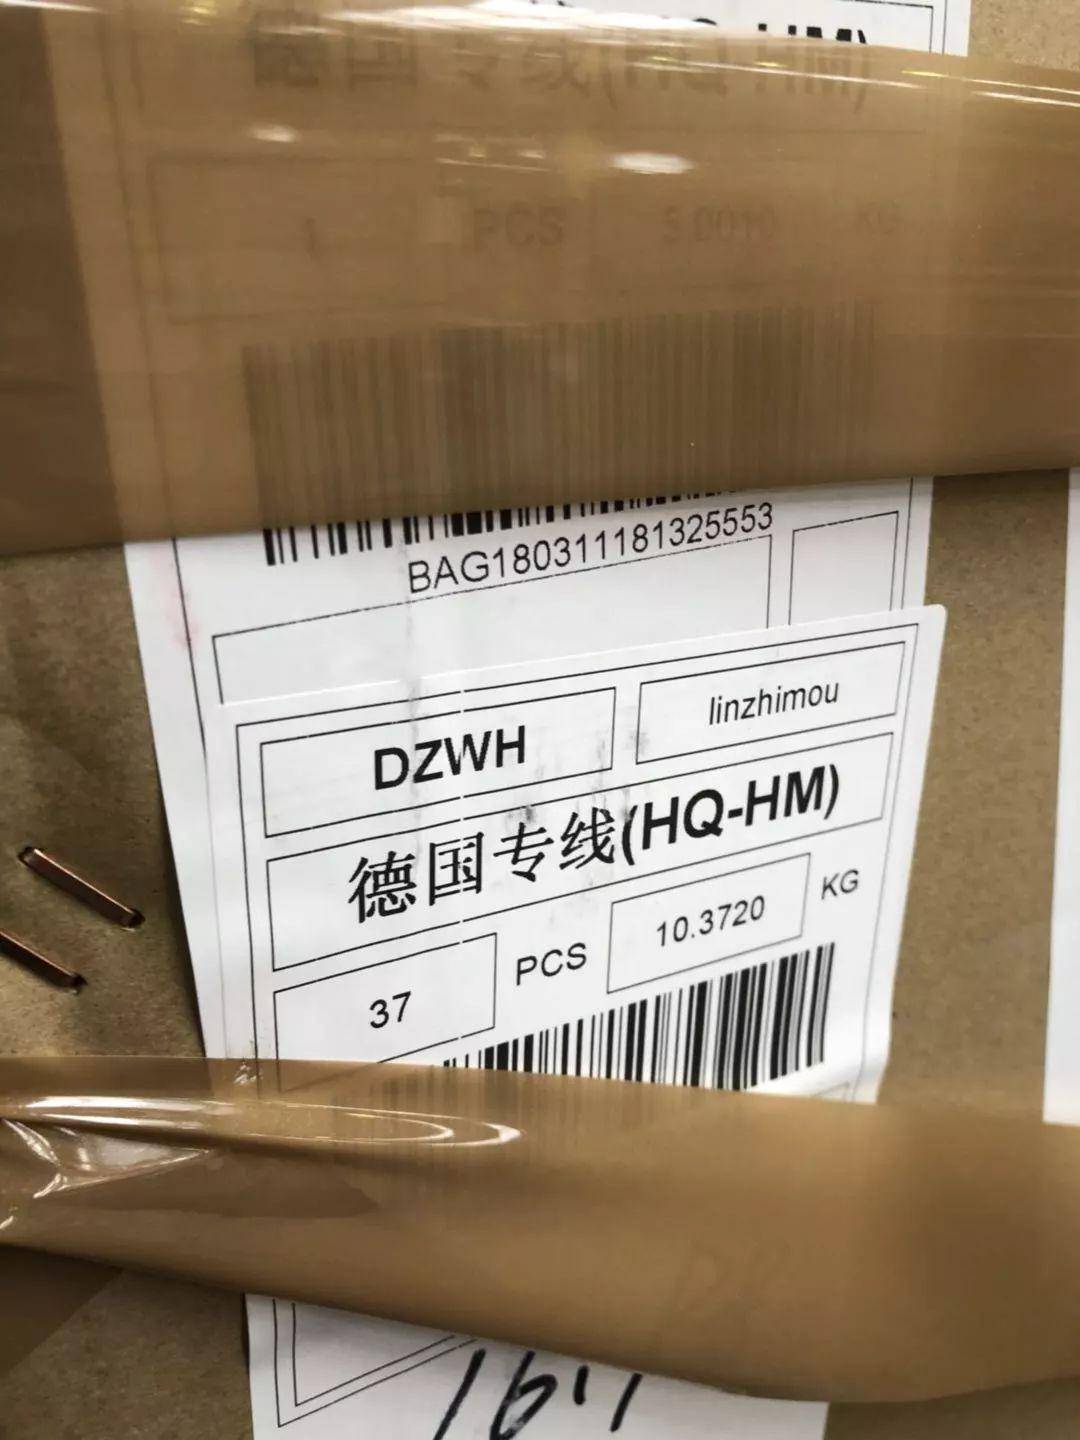 德国专线(HQ-HM)
PCS
KG
BAG180311181325553
DZWH
linzhimou
德国专线(HQ-HM)
37 PCS 10.3720 KG